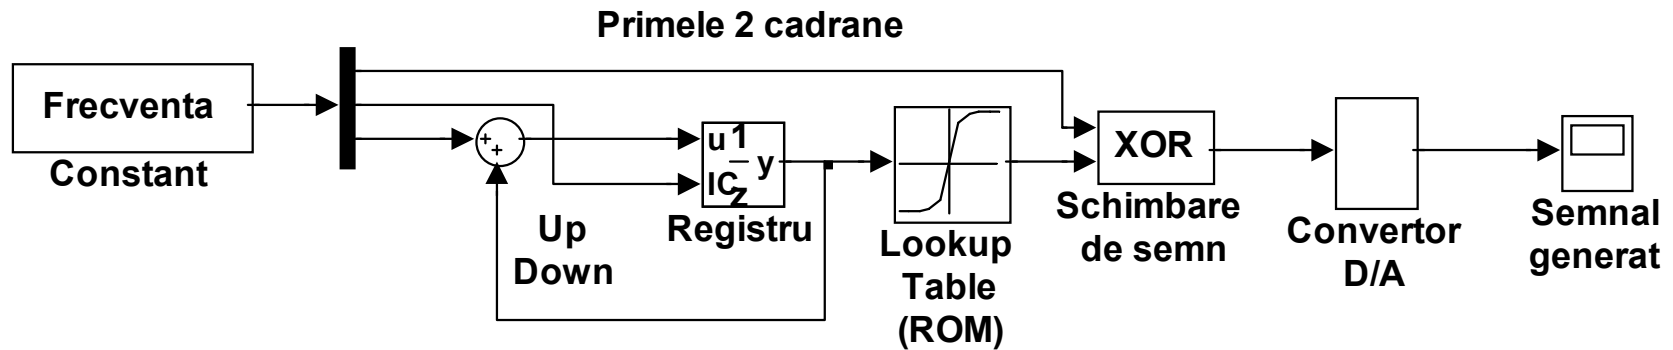 Primele 2 cadrane
Frecventa
Constant
+
+
Up
Down
u
IC
1
z
y
Registru
Lookup
Table
(ROM)
XOR
Schimbare
de semn
Convertor
D/A
Semnal
generat